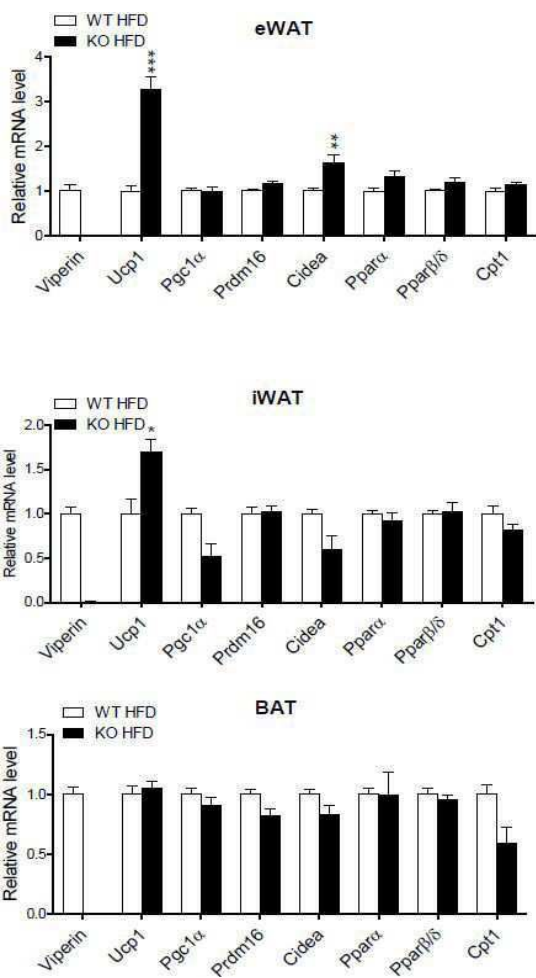 WT HFD
KO HFD
eWAT
Relative mRNA level
4
3
2
1
0
***
**
Viperin
Ucp1
Pgc1α
Prdm16
Cidea
Pparα
Pparβ/δ
Cpt1
WT HFD
KO HFD
iWAT
Relative mRNA level
2.0
1.5
1.0
0.5
0.0
*
Viperin
Ucp1
Pgc1α
Prdm16
Cidea
Pparα
Pparβ/δ
Cpt1
BAT
WT HFD
KO HFD
Relative mRNA level
1.5
1.0
0.5
0.0
Viperin
Ucp1
Pgc1α
Prdm16
Cidea
Pparα
Pparβ/δ
Cpt1